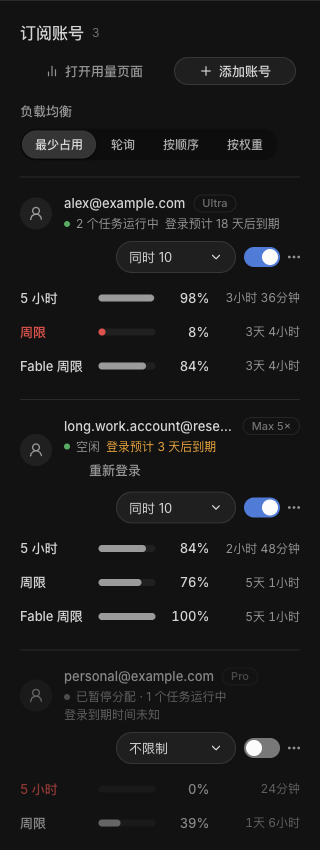 订阅账号 3
打开用量页面 添加账号
负载均衡
最少占用 轮询 按顺序 按权重
alex@example.com Ultra
2 个任务运行中 登录预计 18 天后到期
同时 10
5 小时 98% 3小时 36分钟
周限 8% 3天 4小时
Fable 周限 84% 3天 4小时
long.work.account@rese... Max 5×
空闲 登录预计 3 天后到期
重新登录
同时 10
5 小时 84% 2小时 48分钟
周限 76% 5天 1小时
Fable 周限 100% 5天 1小时
personal@example.com Pro
已暂停分配 · 1 个任务运行中
登录到期时间未知
不限制
5 小时 0% 24分钟
周限 39% 1天 6小时